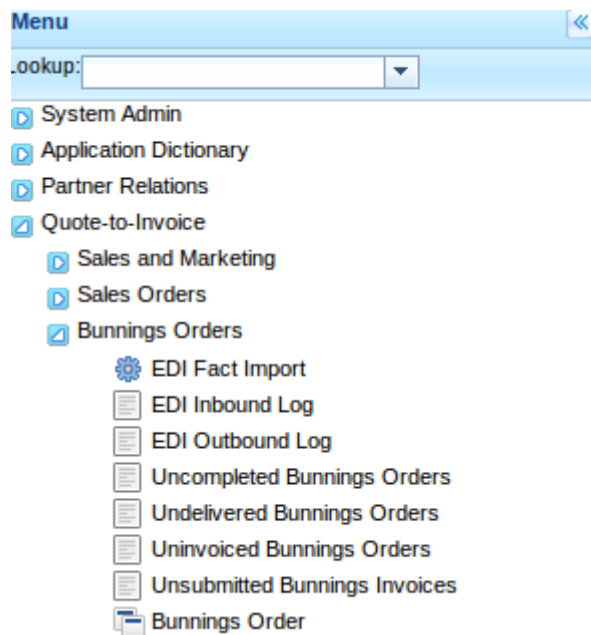 Menu
Lookup:
System Admin
Application Dictionary
Partner Relations
Quote-to-Invoice
Sales and Marketing
Sales Orders
Bunnings Orders
EDI Fact Import
EDI Inbound Log
EDI Outbound Log
Uncompleted Bunnings Orders
Undelivered Bunnings Orders
Uninvoiced Bunnings Orders
Unsubmitted Bunnings Invoices
Bunnings Order